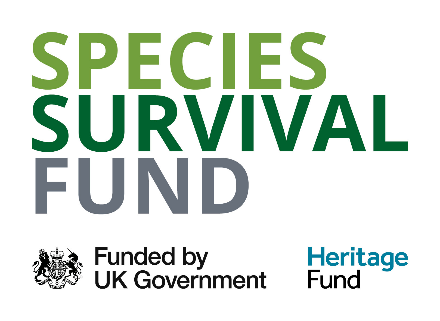 SPECIES
SURVIVAL
FUND
Funded by
UK Government
Heritage
Fund